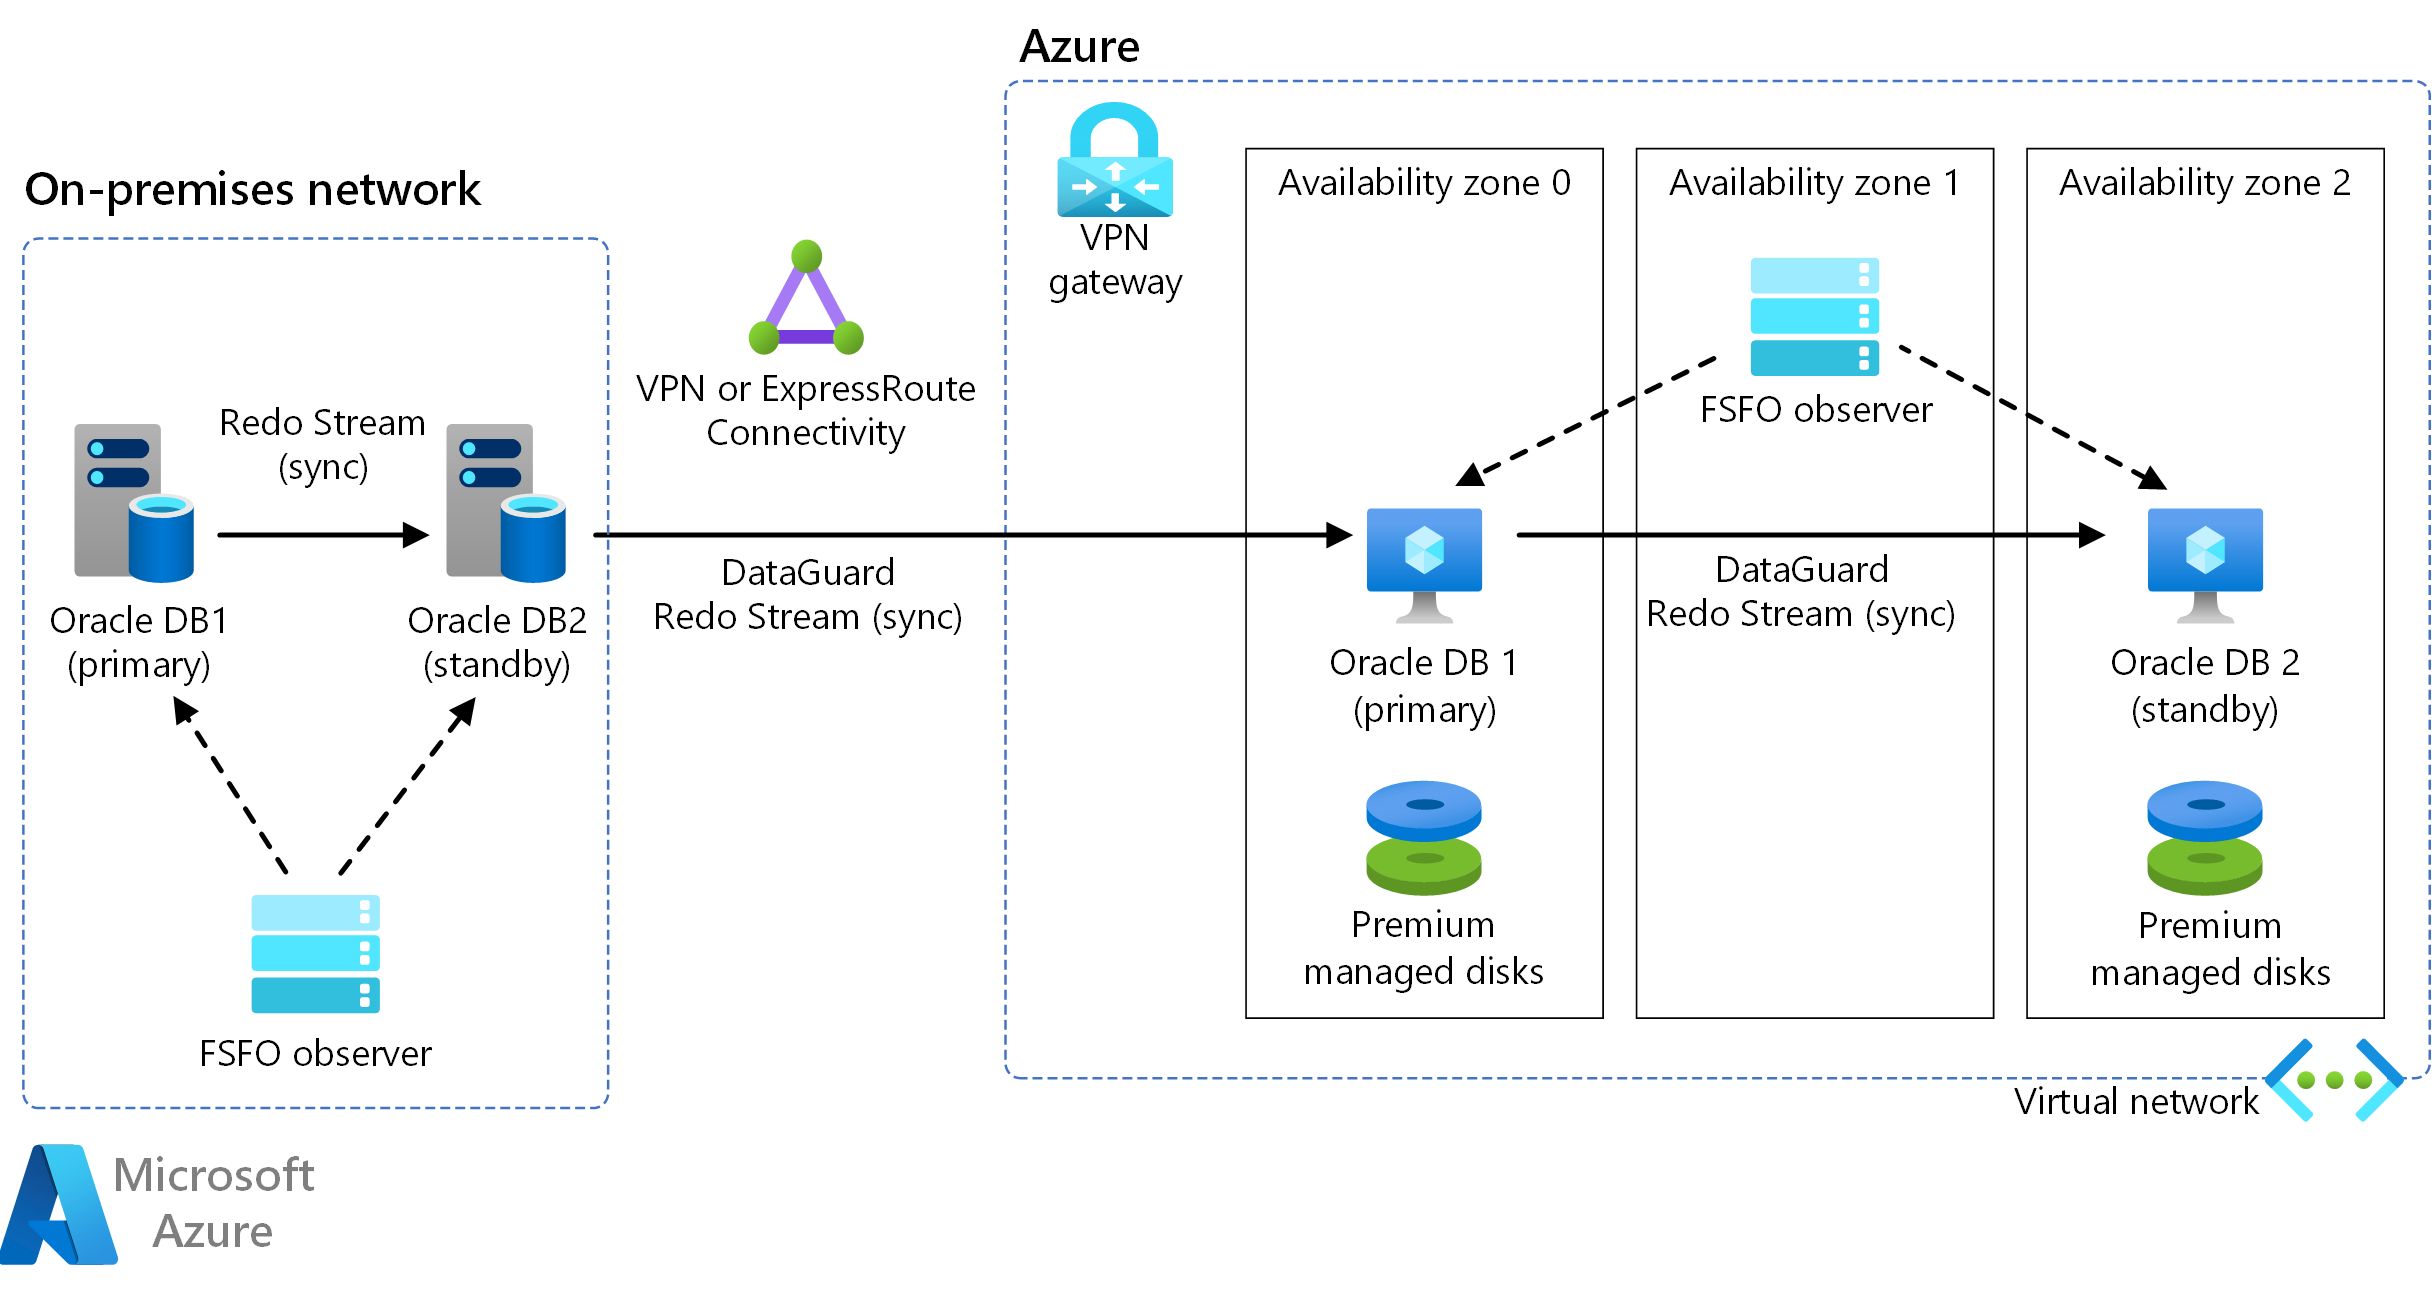 Azure
On-premises network
VPN
gateway
Availability zone 0
Availability zone 1
Availability zone 2
VPN or ExpressRoute
Connectivity
FSFO observer
Redo Stream
(sync)
Oracle DB1
(primary)
Oracle DB2
(standby)
DataGuard
Redo Stream (sync)
DataGuard
Redo Stream (sync)
Oracle DB 1
(primary)
Oracle DB 2
(standby)
Premium
managed disks
Premium
managed disks
FSFO observer
Virtual network
Microsoft
Azure